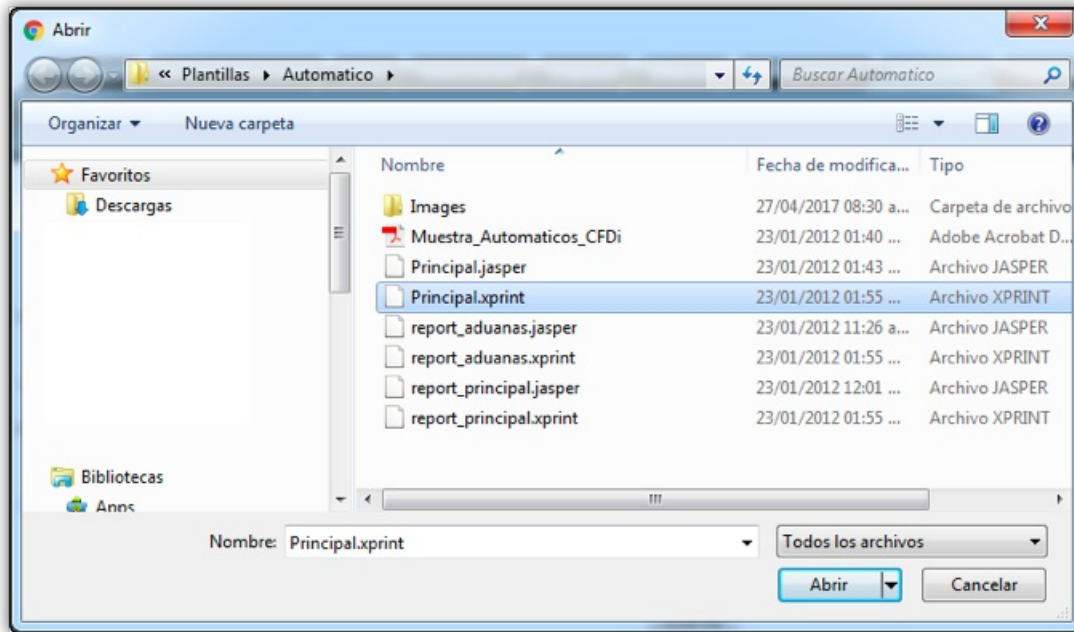 Abrir
« Plantillas Automatico
Buscar Automatico
Organizar Nueva carpeta
Favoritos
Descargas
Bibliotecas
Apps
Nombre Fecha de modifica... Tipo
Images 27/04/2017 08:30 a... Carpeta de archivo
Muestra_Automaticos_CFDi 23/01/2012 01:40 ... Adobe Acrobat D...
Principal.jasper 23/01/2012 01:43 ... Archivo JASPER
Principal.xprint 23/01/2012 01:55 ... Archivo XPRINT
report_aduanas.jasper 23/01/2012 11:26 a... Archivo JASPER
report_aduanas.xprint 23/01/2012 01:55 ... Archivo XPRINT
report_principal.jasper 23/01/2012 12:01 ... Archivo JASPER
report_principal.xprint 23/01/2012 01:55 ... Archivo XPRINT
Nombre: Principal.xprint
Todos los archivos
Abrir Cancelar